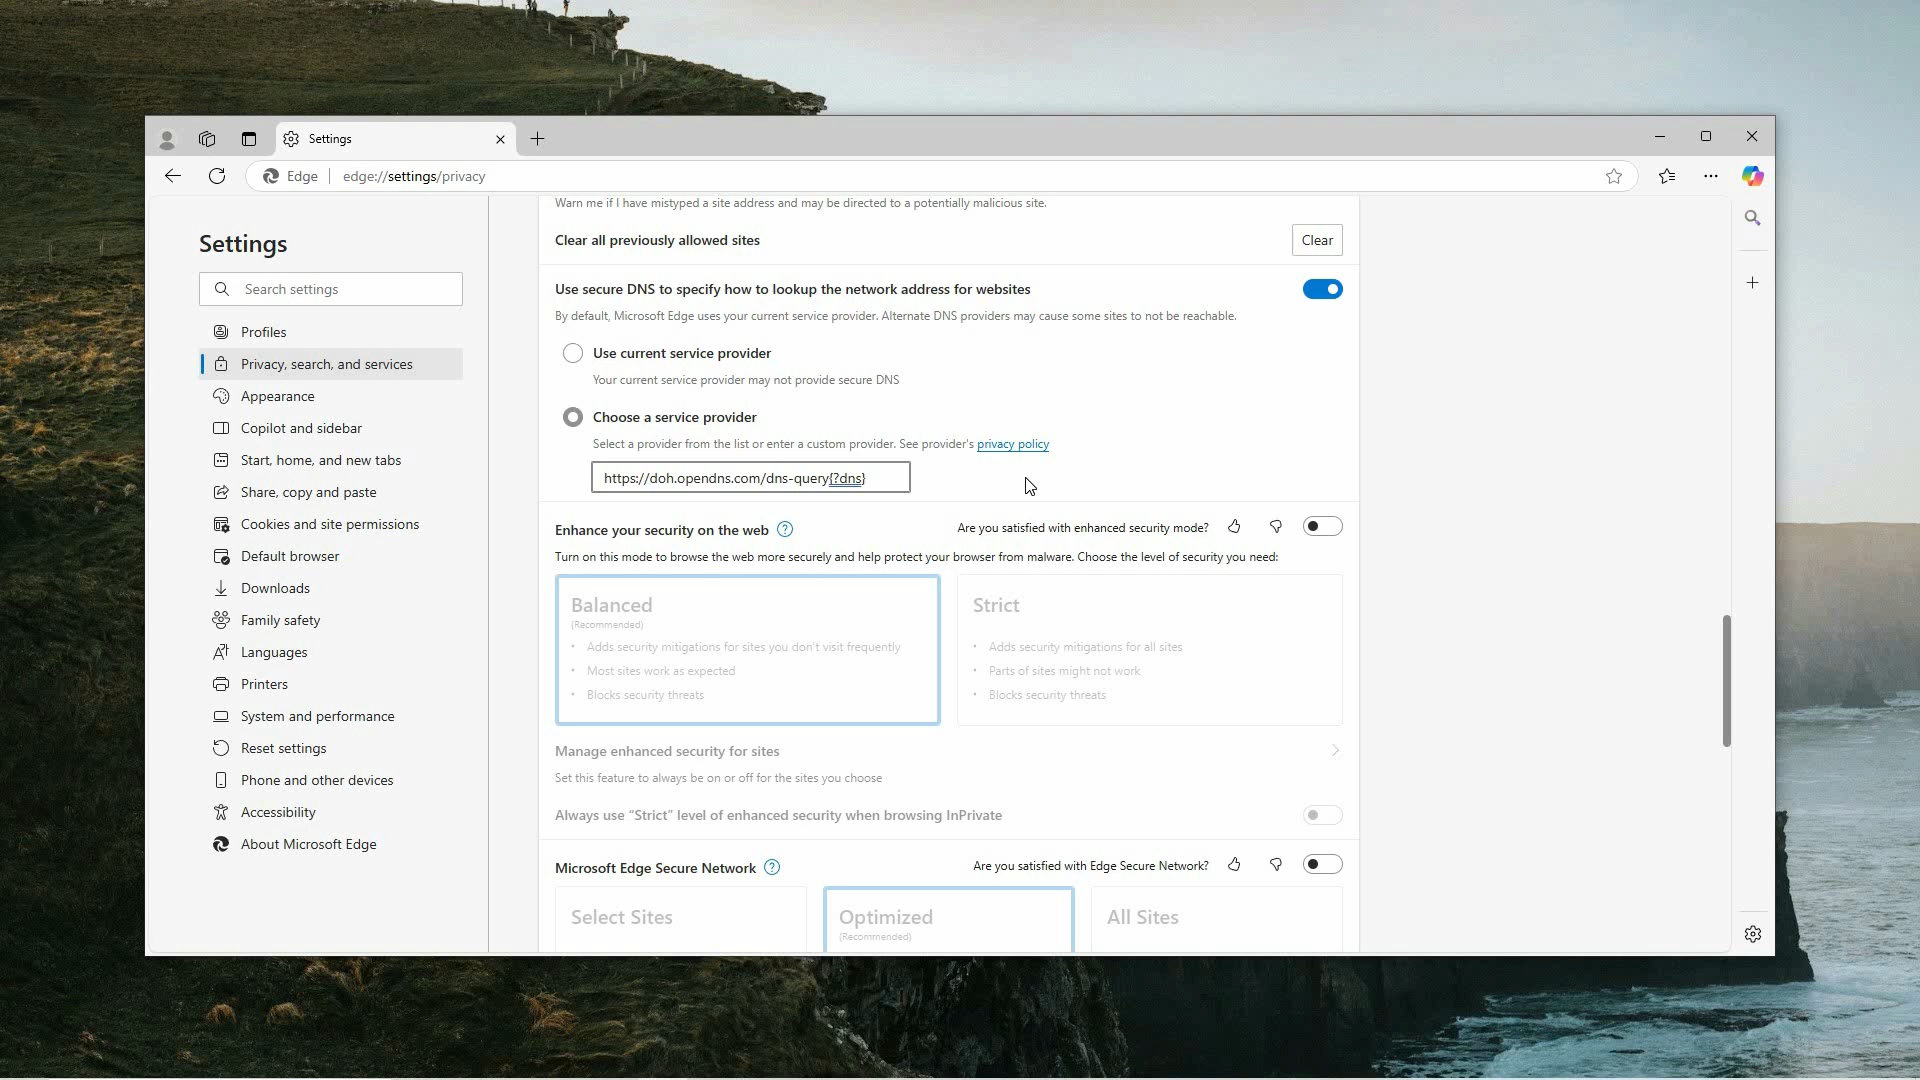 Settings
Edge
edge://settings/privacy
Settings
Search settings
Profiles
Privacy, search, and services
Appearance
Copilot and sidebar
Start, home, and new tabs
Share, copy and paste
Cookies and site permissions
Default browser
Downloads
Family safety
Languages
Printers
System and performance
Reset settings
Phone and other devices
Accessibility
About Microsoft Edge
Warn me if I have mistyped a site address and may be directed to a potentially malicious site.
Clear all previously allowed sites
Clear
Use secure DNS to specify how to lookup the network address for websites
By default, Microsoft Edge uses your current service provider. Alternate DNS providers may cause some sites to not be reachable.
Use current service provider
Your current service provider may not provide secure DNS
Choose a service provider
Select a provider from the list or enter a custom provider. See provider's privacy policy
https://doh.opendns.com/dns-query{?dns}
Enhance your security on the web
Are you satisfied with enhanced security mode?
Turn on this mode to browse the web more securely and help protect your browser from malware. Choose the level of security you need:
Balanced
(Recommended)
• Adds security mitigations for sites you don't visit frequently
• Most sites work as expected
• Blocks security threats
Strict
• Adds security mitigations for all sites
• Parts of sites might not work
• Blocks security threats
Manage enhanced security for sites
Set this feature to always be on or off for the sites you choose
Always use “Strict” level of enhanced security when browsing InPrivate
Microsoft Edge Secure Network
Are you satisfied with Edge Secure Network?
Select Sites
Optimized
(Recommended)
All Sites